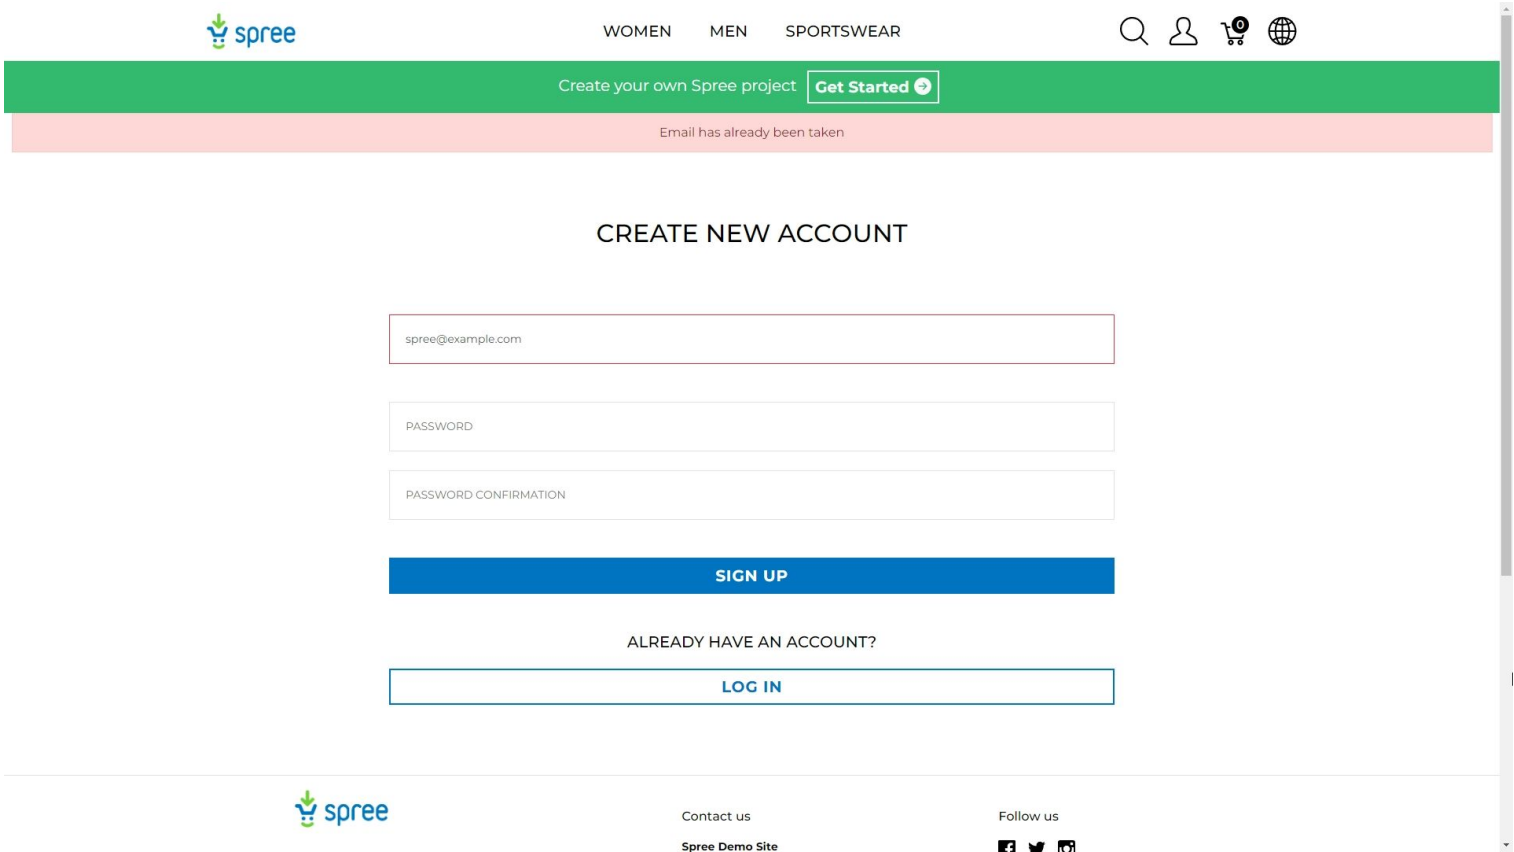 spree
WOMEN MEN SPORTSWEAR
0
Create your own Spree project Get Started
Email has already been taken
CREATE NEW ACCOUNT
spree@example.com
PASSWORD
PASSWORD CONFIRMATION
SIGN UP
ALREADY HAVE AN ACCOUNT?
LOG IN
spree
Contact us
Follow us
Spree Demo Site